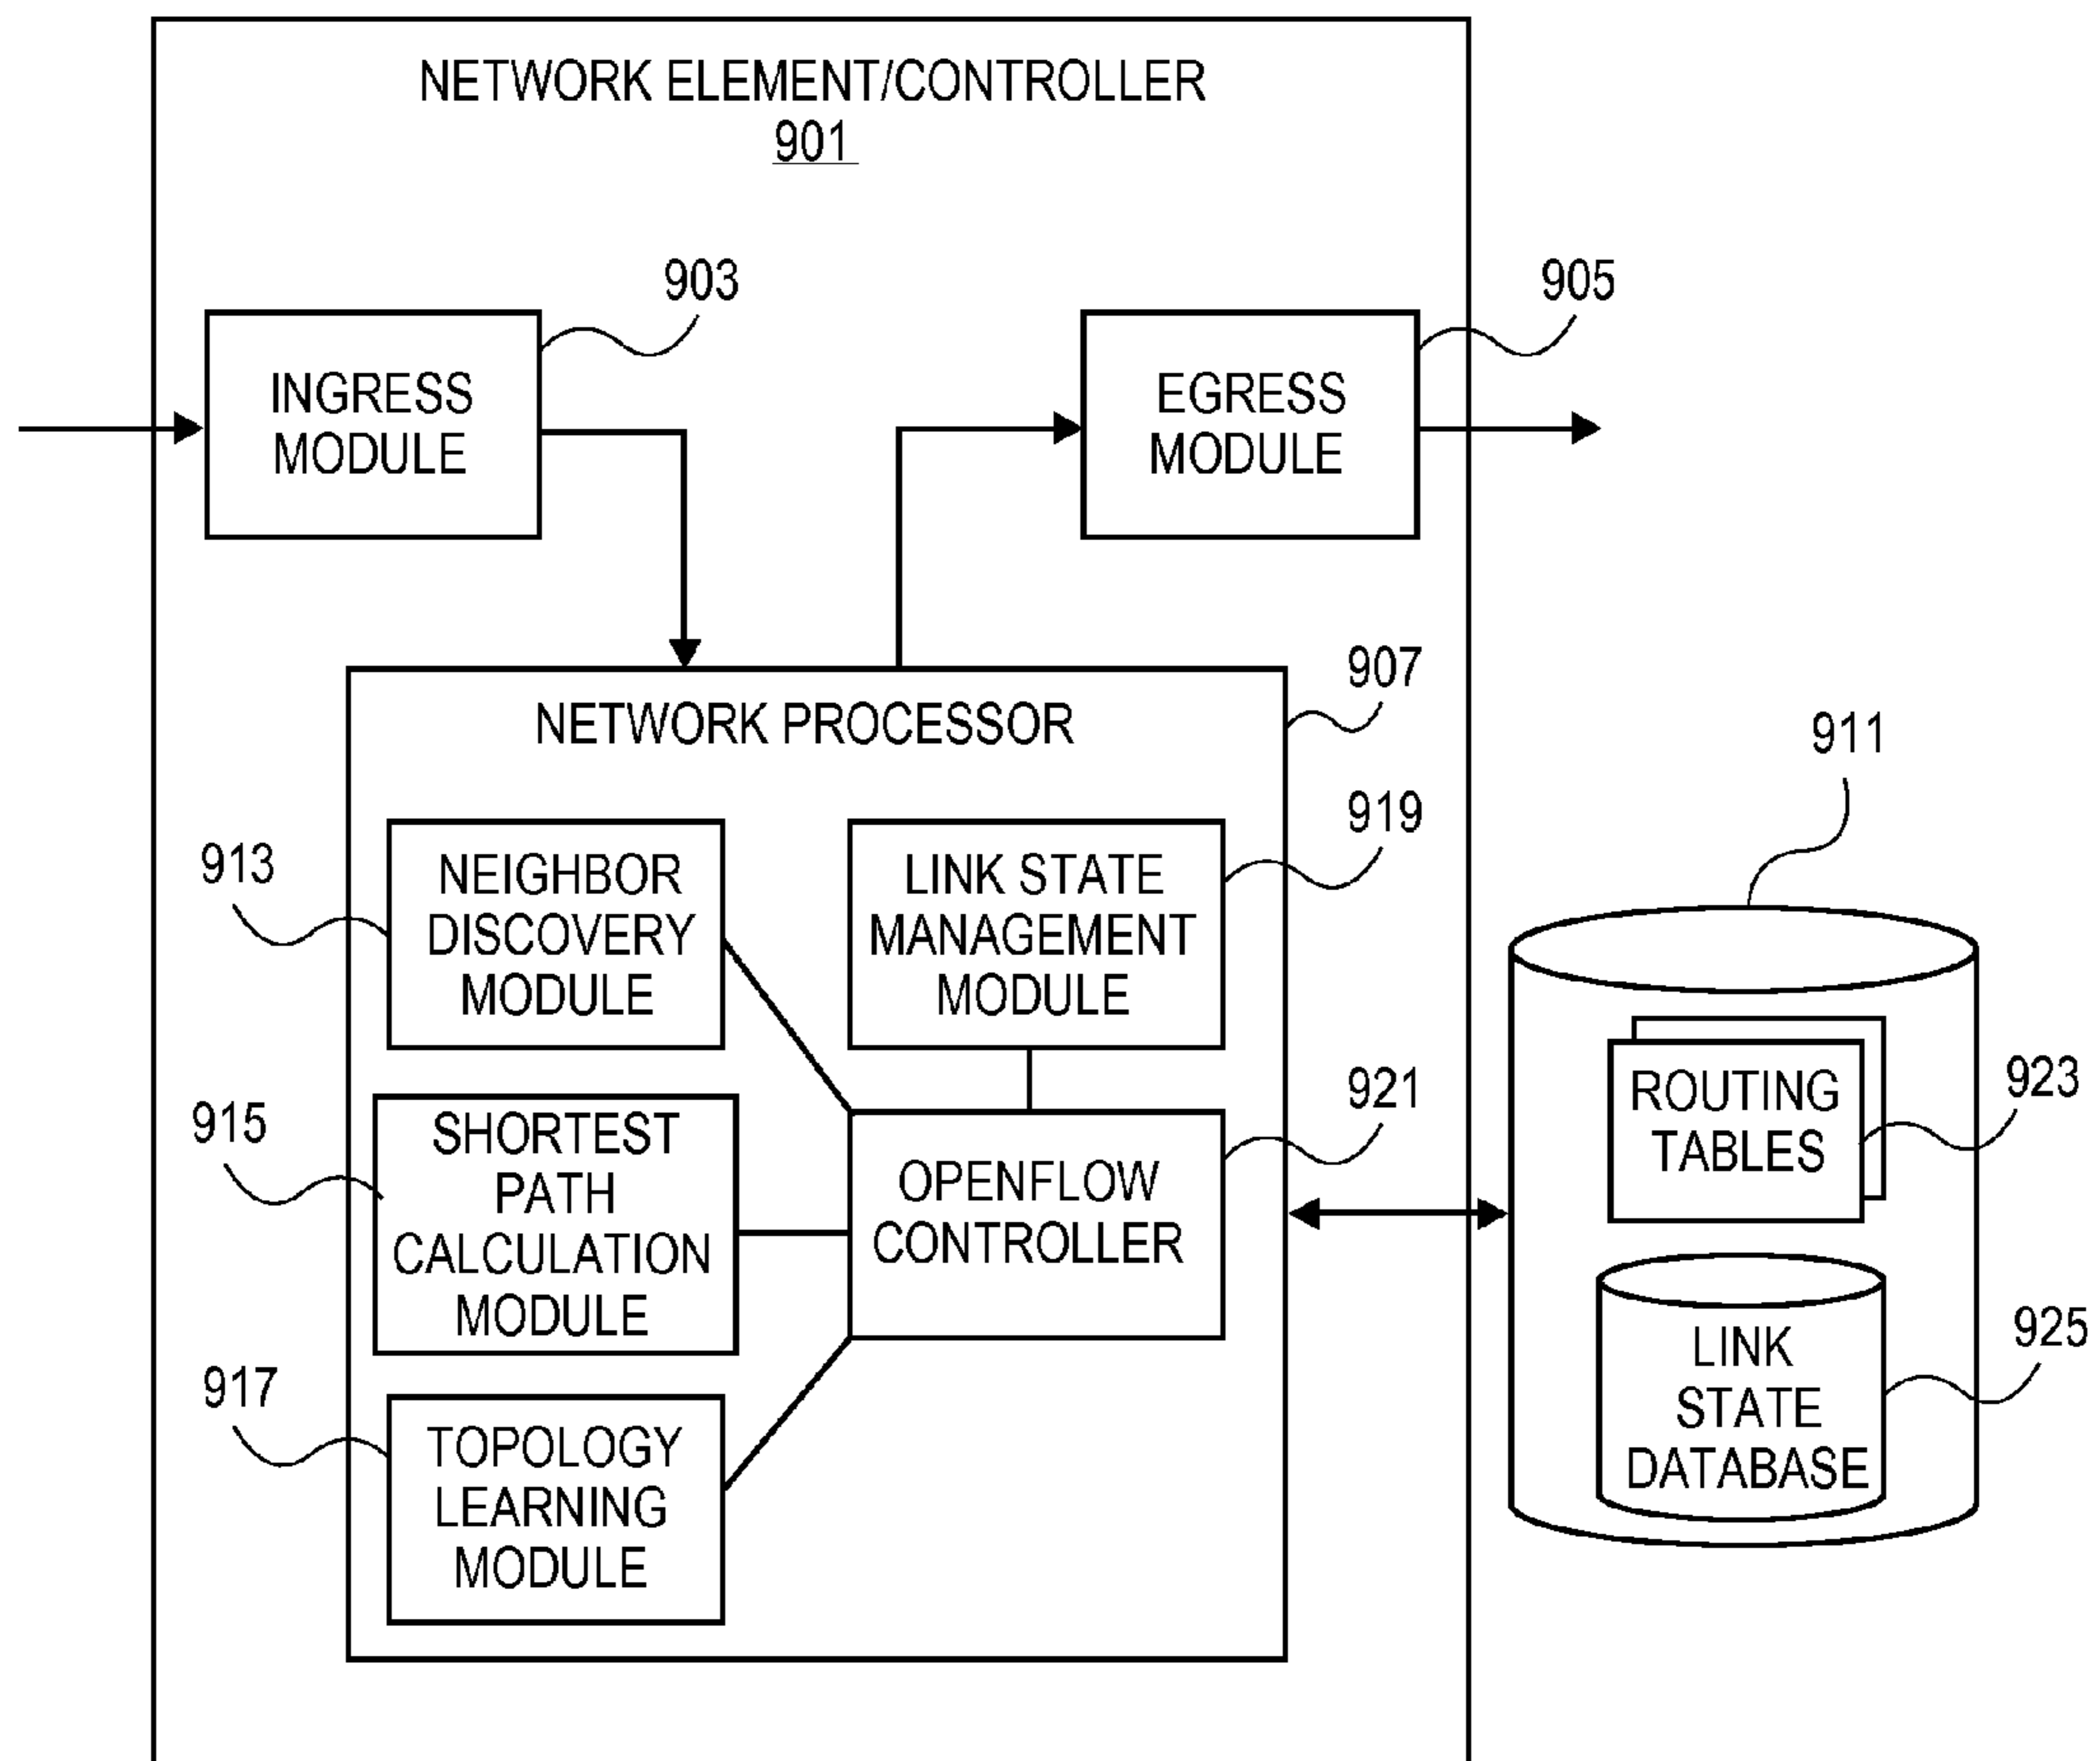 NETWORK ELEMENT/CONTROLLER
901
903
905
INGRESS
MODULE
EGRESS
MODULE
907
NETWORK PROCESSOR
911
919
913
NEIGHBOR
DISCOVERY
MODULE
LINK STATE
MANAGEMENT
MODULE
921
923
915
SHORTEST
PATH
CALCULATION
MODULE
OPENFLOW
CONTROLLER
ROUTING
TABLES
925
917
TOPOLOGY
LEARNING
MODULE
LINK
STATE
DATABASE